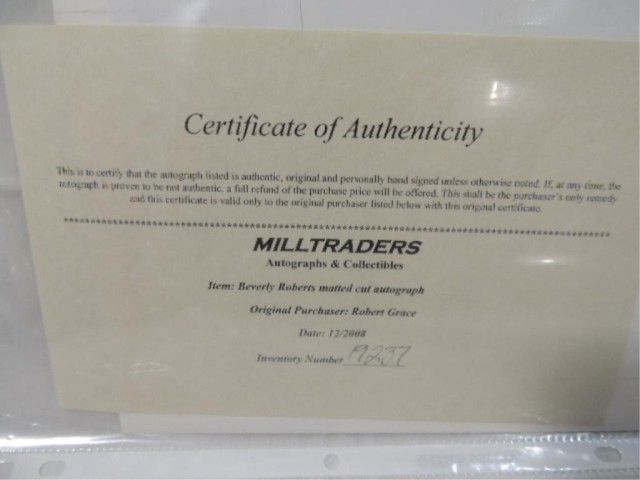 Certificate of Authenticity
This is to certify that the autograph listed is authentic, original and personally hand signed unless otherwise noted. If, at any time, the
autograph is proven to be not authentic, a full refund of the purchase price will be offered. This shall be the purchaser's only remedy
and this certificate is valid only to the original purchaser listed below with this original certificate.
MILLTRADERS
Autographs & Collectibles
Item: Beverly Roberts matted cut autograph
Original Purchaser: Robert Grace
Date: 12/2008
Inventory Number